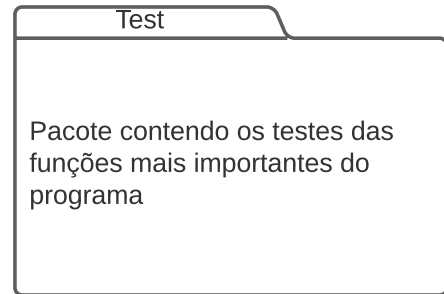 Test
Pacote contendo os testes das
funções mais importantes do
programa